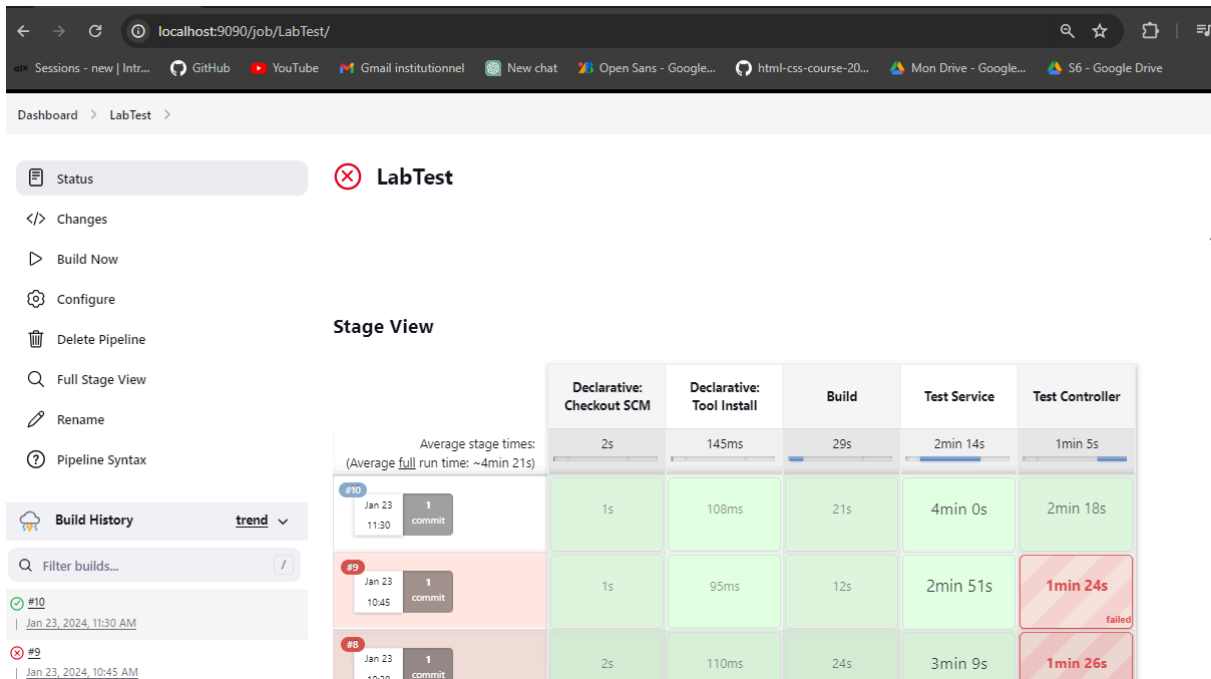 localhost:9090/job/LabTest/
Sessions - new | Intr... GitHub YouTube Gmail institutionnel New chat Open Sans - Google... html-css-course-20... Mon Drive - Google... S6 - Google Drive
Dashboard > LabTest >
Status
Changes
Build Now
Configure
Delete Pipeline
Full Stage View
Rename
Pipeline Syntax
Build History trend
Filter builds... /
#10
Jan 23, 2024, 11:30 AM
#9
Jan 23, 2024, 10:45 AM
LabTest
Stage View
Declarative: Checkout SCM
Declarative: Tool Install
Build
Test Service
Test Controller
Average stage times:
(Average full run time: ~4min 21s)
2s 145ms 29s 2min 14s 1min 5s
#10
Jan 23
11:30
1
commit
1s 108ms 21s 4min 0s 2min 18s
#9
Jan 23
10:45
1
commit
1s 95ms 12s 2min 51s 1min 24s
failed
#8
Jan 23
1
commit
2s 110ms 24s 3min 9s 1min 26s